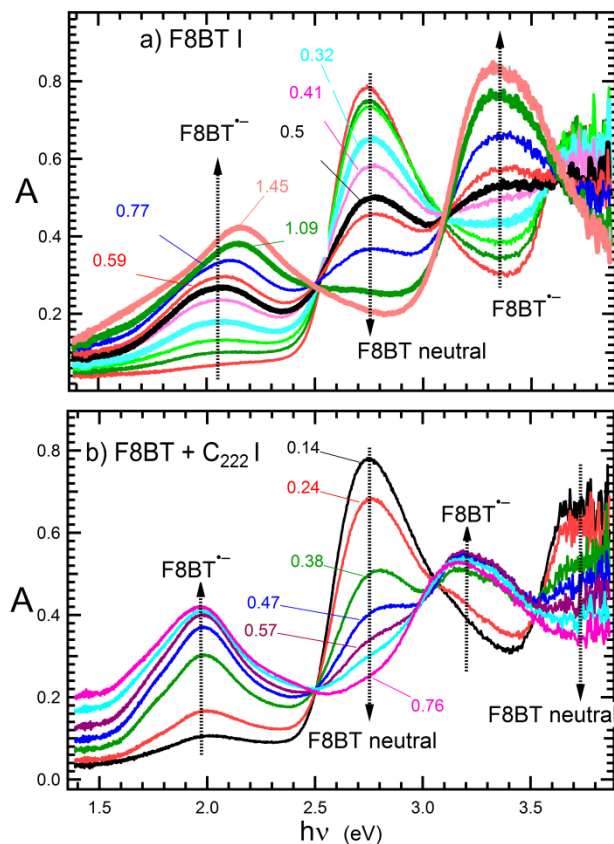 a) F8BT I
0.8
0.6
0.4
0.2
A
F8BT•−
0.32
0.41
0.5
1.45
0.77
1.09
0.59
F8BT•−
F8BT neutral
b) F8BT + C222 I
0.8
0.6
0.4
0.2
0.0
A
0.14
0.24
0.38
0.47
0.57
0.76
F8BT•−
F8BT•−
F8BT neutral
F8BT neutral
1.5 2.0 2.5 3.0 3.5
hν (eV)